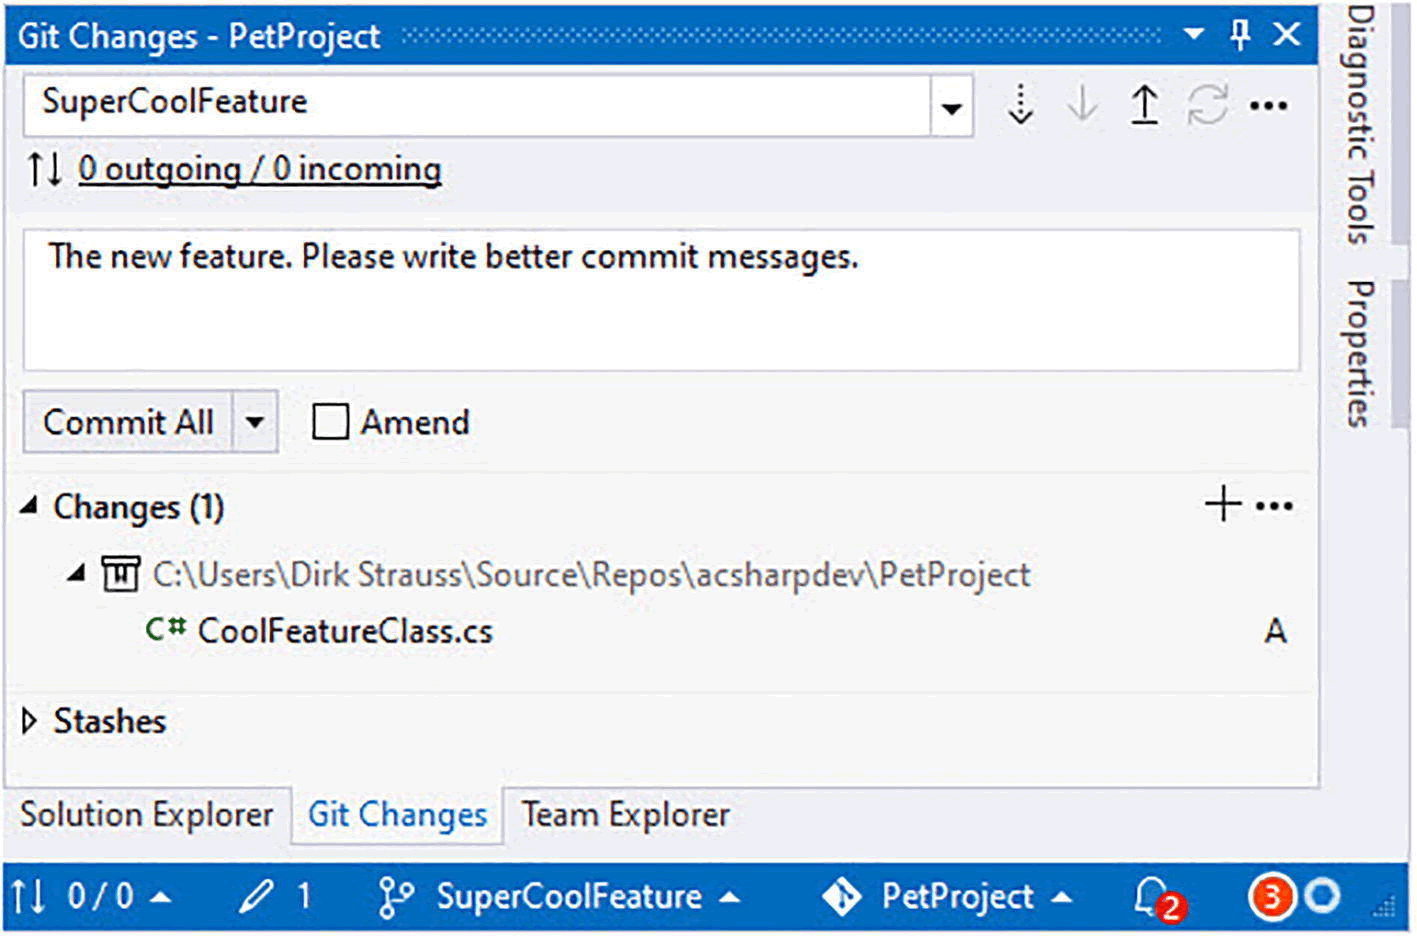 Git Changes - PetProject
SuperCoolFeature
0 outgoing / 0 incoming
The new feature. Please write better commit messages.
Commit All
Amend
Changes (1)
C:\Users\Dirk Strauss\Source\Repos\acsharpdev\PetProject
C# CoolFeatureClass.cs A
Stashes
Solution Explorer Git Changes Team Explorer
0 / 0 1 SuperCoolFeature PetProject 2 3
Diagnostic Tools
Properties